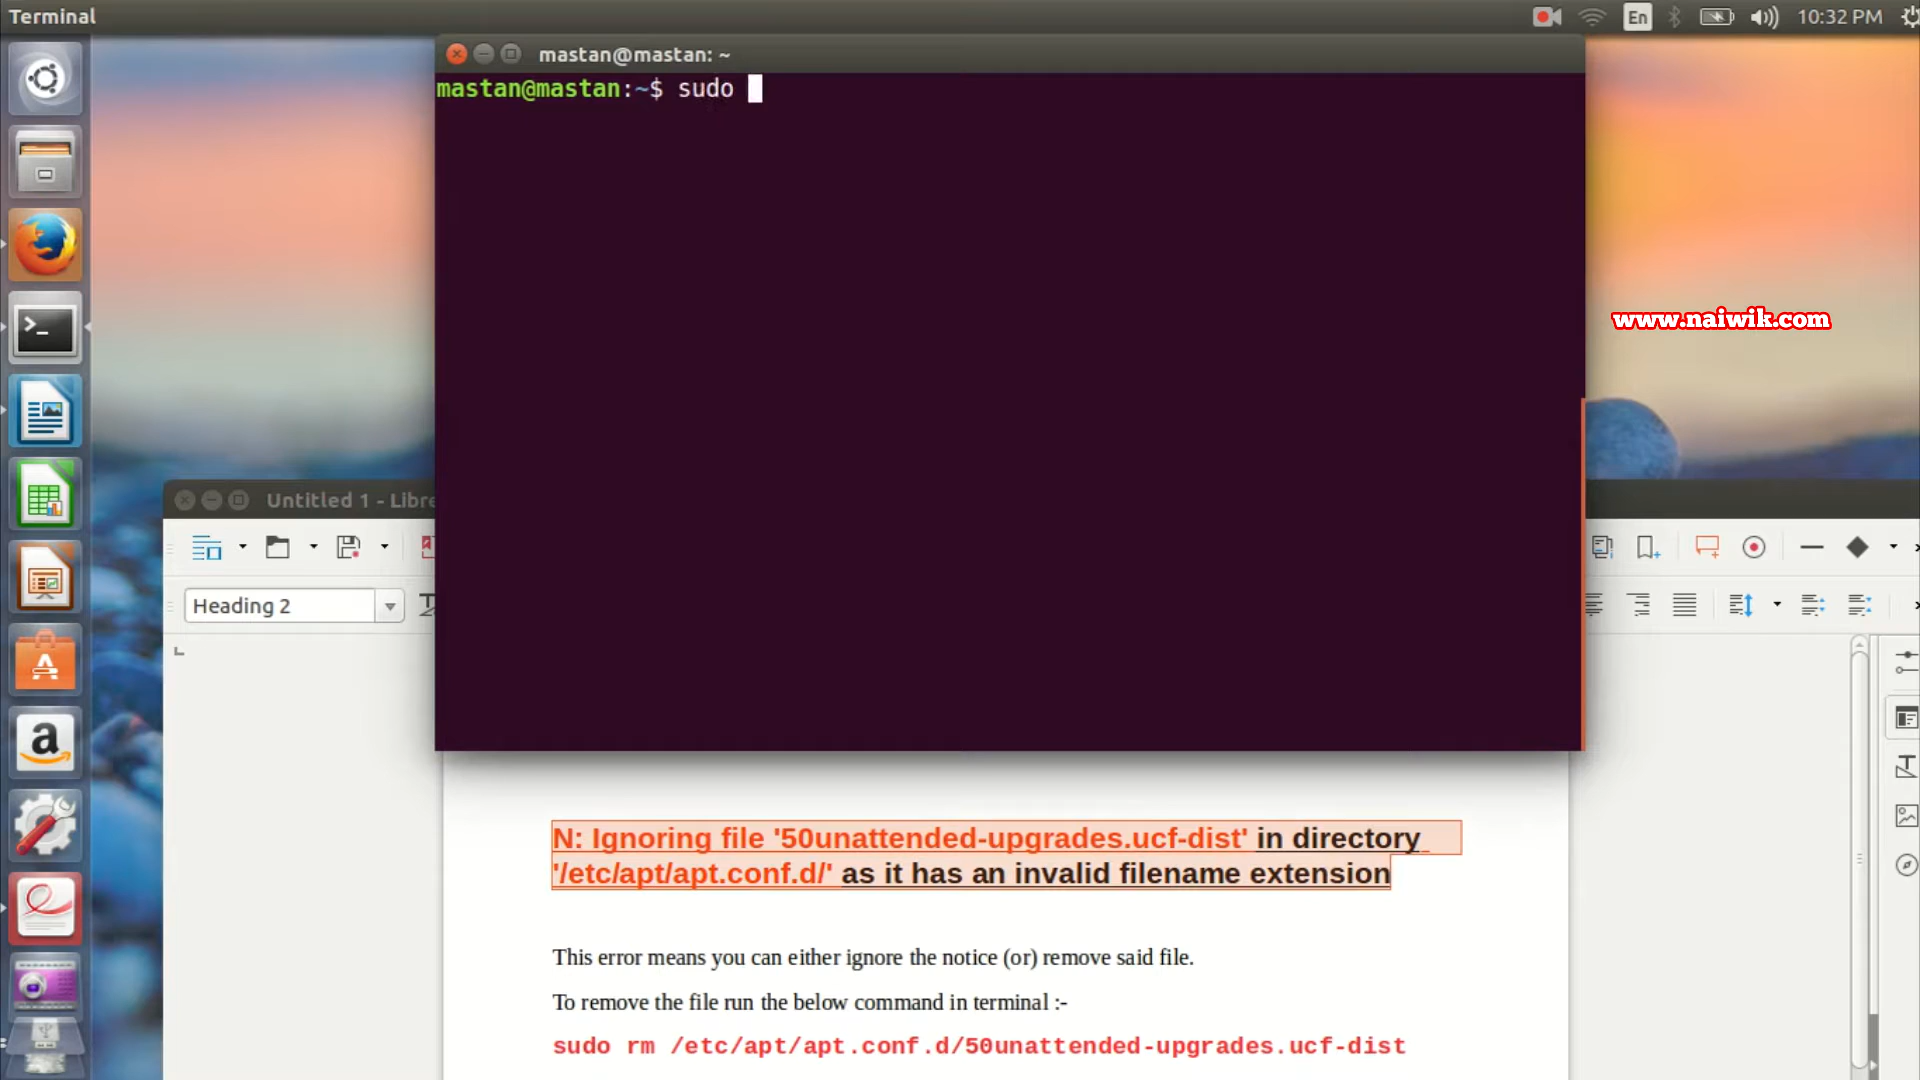 Terminal
En
10:32 PM
mastan@mastan: ~
mastan@mastan:~$ sudo
www.naiwik.com
Untitled 1 - Libre
Heading 2
N: Ignoring file '50unattended-upgrades.ucf-dist' in directory
'/etc/apt/apt.conf.d/' as it has an invalid filename extension
This error means you can either ignore the notice (or) remove said file.
To remove the file run the below command in terminal :-
sudo rm /etc/apt/apt.conf.d/50unattended-upgrades.ucf-dist